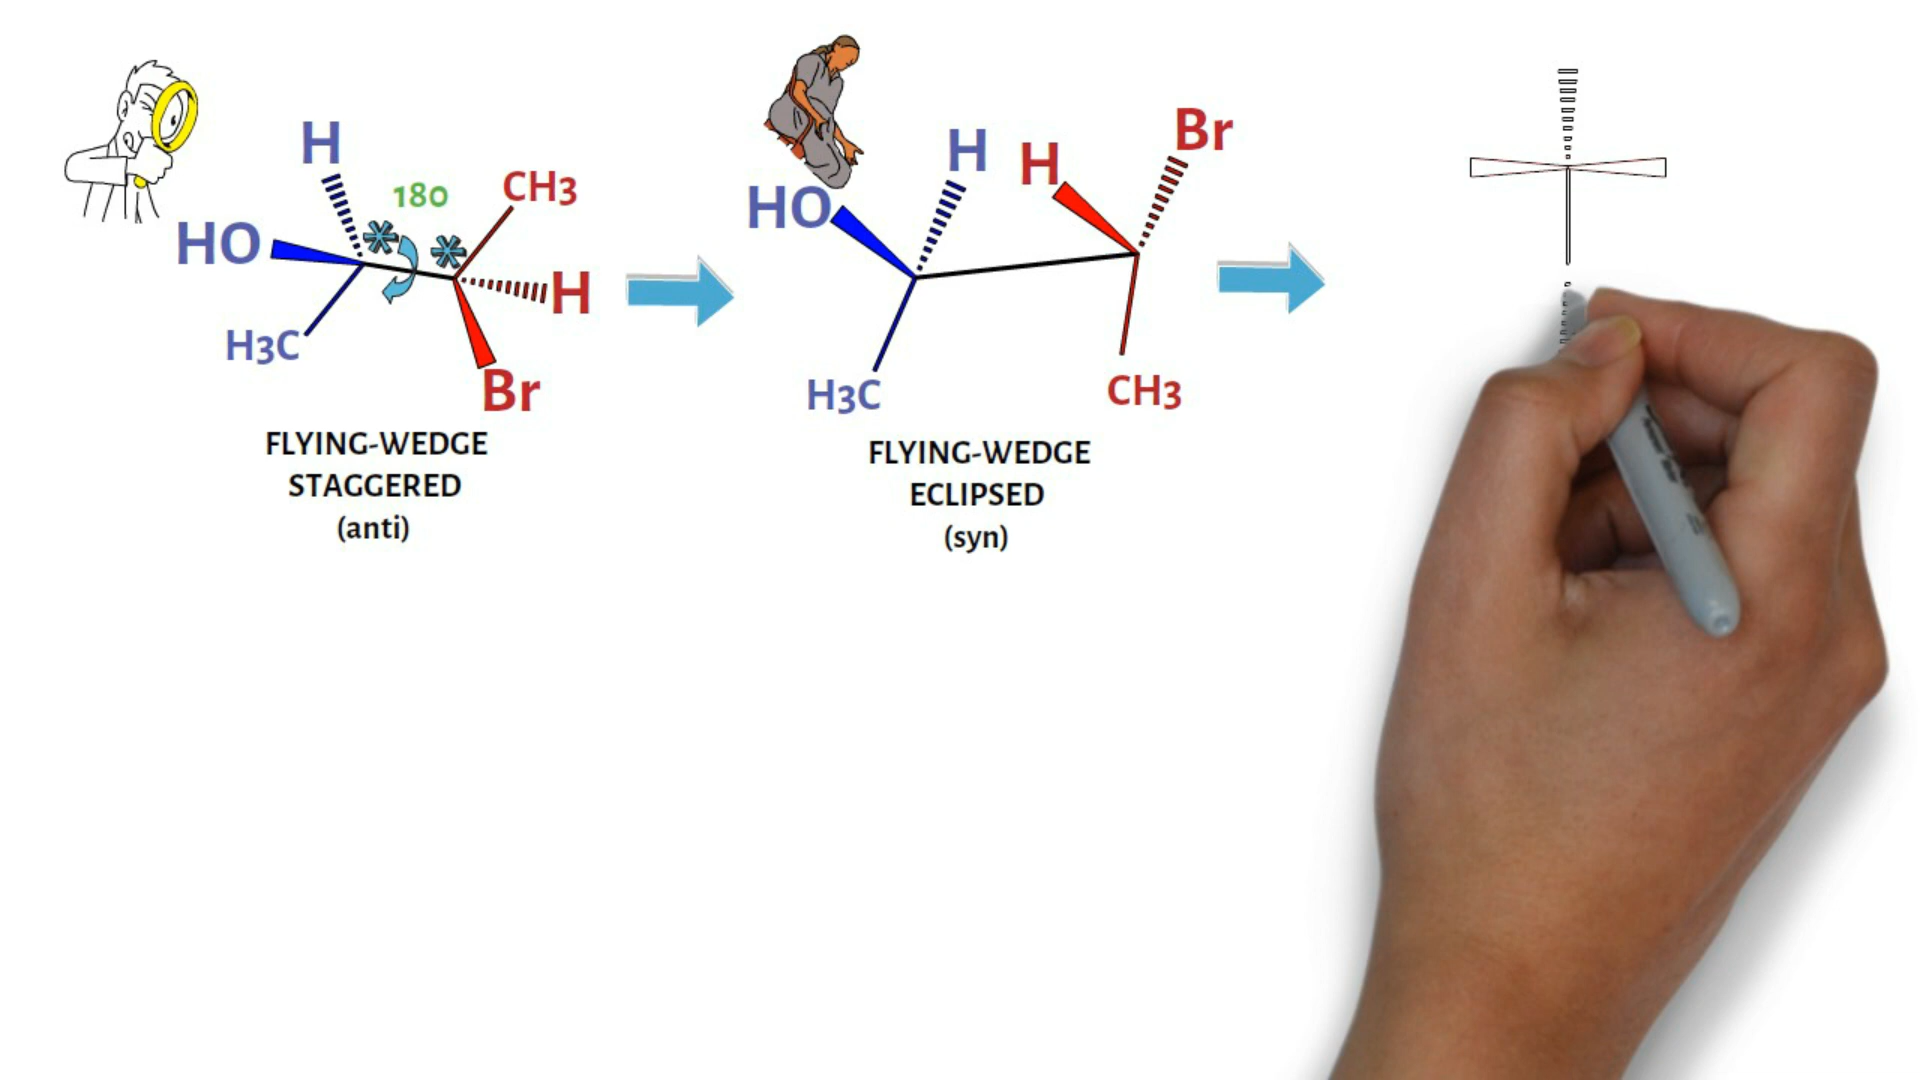 H
180
CH3
HO
*
*
H
H3C
Br
FLYING-WEDGE
STAGGERED
(anti)
Br
H
H
HO
H3C
CH3
FLYING-WEDGE
ECLIPSED
(syn)